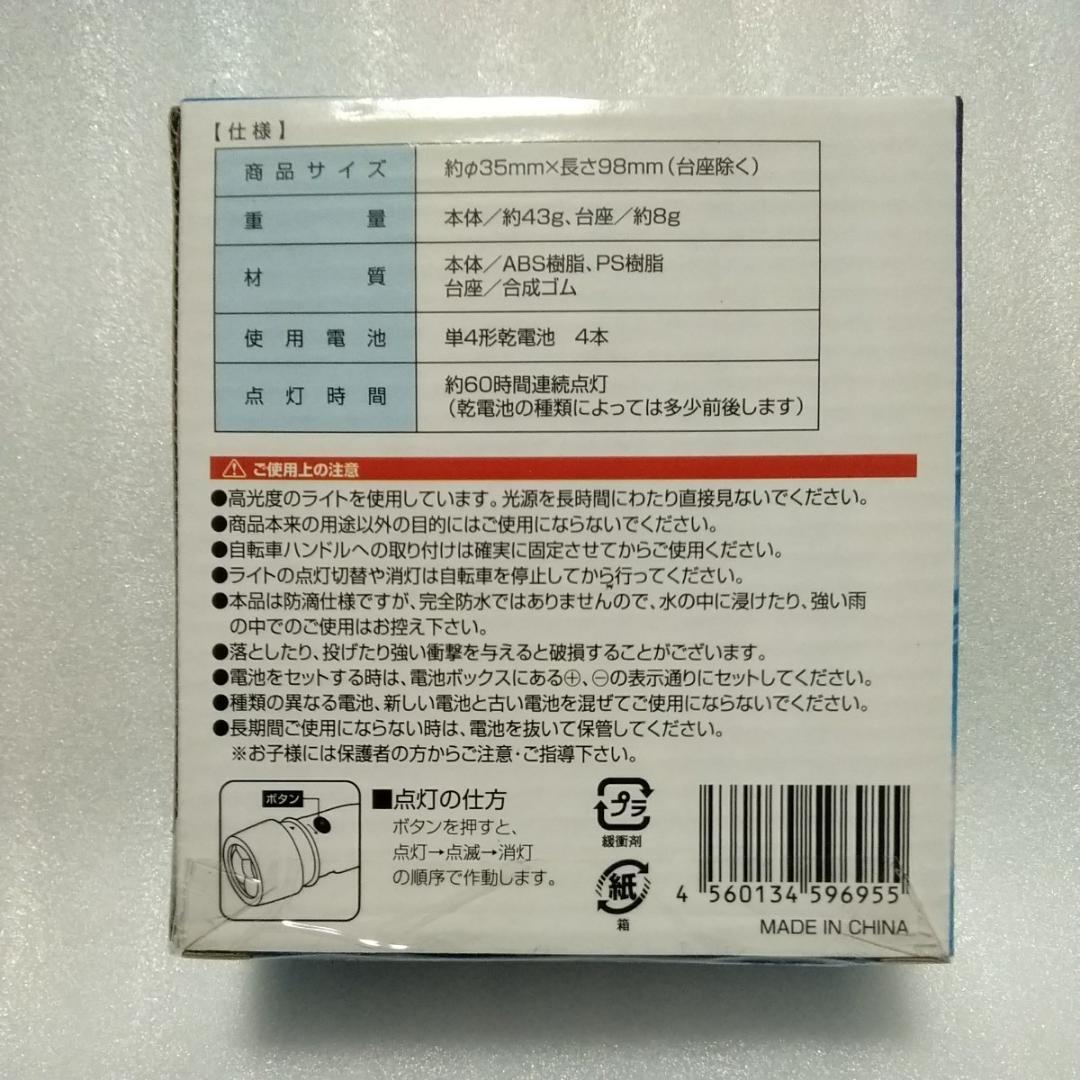 【仕様】
商品サイズ 約φ35mm×長さ98mm(台座除く)
重量 本体/約43g、台座/約8g
材質 本体/ABS樹脂、PS樹脂
台座/合成ゴム
使用電池 単4形乾電池 4本
点灯時間 約60時間連続点灯
(乾電池の種類によっては多少前後します)
⚠ ご使用上の注意
●高光度のライトを使用しています。光源を長時間にわたり直接見ないでください。
●商品本来の用途以外の目的にはご使用にならないでください。
●自転車ハンドルへの取り付けは確実に固定させてからご使用ください。
●ライトの点灯切替や消灯は自転車を停止してから行ってください。
●本品は防滴仕様ですが、完全防水ではありませんので、水の中に浸けたり、強い雨
の中でのご使用はお控え下さい。
●落としたり、投げたり強い衝撃を与えると破損することがございます。
●電池をセットする時は、電池ボックスにある⊕、⊖の表示通りにセットしてください。
●種類の異なる電池、新しい電池と古い電池を混ぜてご使用にならないでください。
●長期間ご使用にならない時は、電池を抜いて保管してください。
※お子様には保護者の方からご注意・ご指導下さい。
ボタン
■点灯の仕方
ボタンを押すと、
点灯→点滅→消灯
の順序で作動します。
プラ
緩衝剤
紙
箱
4 560134 596955
MADE IN CHINA